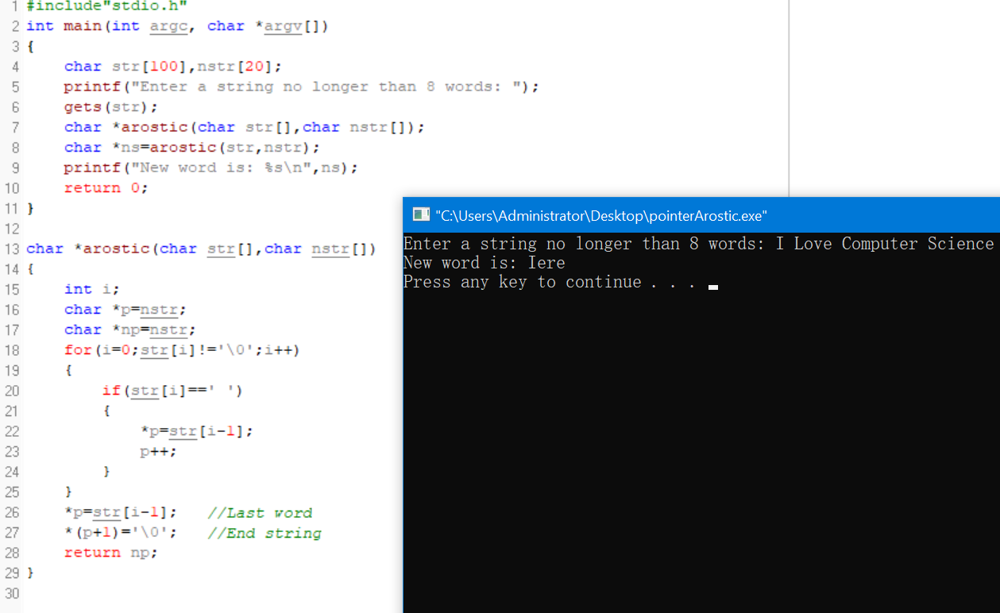 1 #include"stdio.h"
2 int main(int argc, char *argv[])
3 {
4 char str[100],nstr[20];
5 printf("Enter a string no longer than 8 words: ");
6 gets(str);
7 char *arostic(char str[],char nstr[]);
8 char *ns=arostic(str,nstr);
9 printf("New word is: %s\n",ns);
10 return 0;
11 }
12
13 char *arostic(char str[],char nstr[])
14 {
15 int i;
16 char *p=nstr;
17 char *np=nstr;
18 for(i=0;str[i]!='\0';i++)
19 {
20 if(str[i]==' ')
21 {
22 *p=str[i-1];
23 p++;
24 }
25 }
26 *p=str[i-1]; //Last word
27 *(p+1)='\0'; //End string
28 return np;
29 }
30
"C:\Users\Administrator\Desktop\pointerArostic.exe"
Enter a string no longer than 8 words: I Love Computer Science
New word is: Iere
Press any key to continue . . .